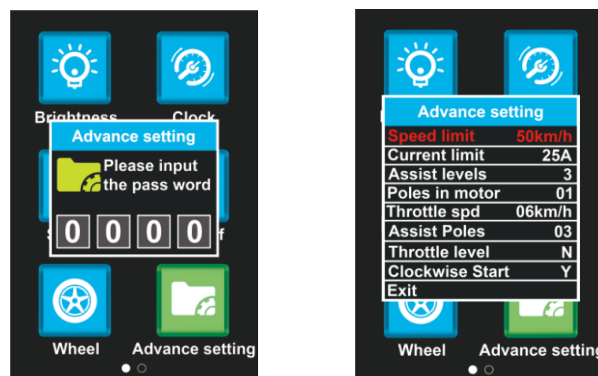 Brightness Clock
Advance setting
Please input
the pass word
0 0 0 0
Wheel Advance setting
Advance setting
Speed limit 50km/h
Current limit 25A
Assist levels 3
Poles in motor 01
Throttle spd 06km/h
Assist Poles 03
Throttle level N
Clockwise Start Y
Exit
Wheel Advance setting